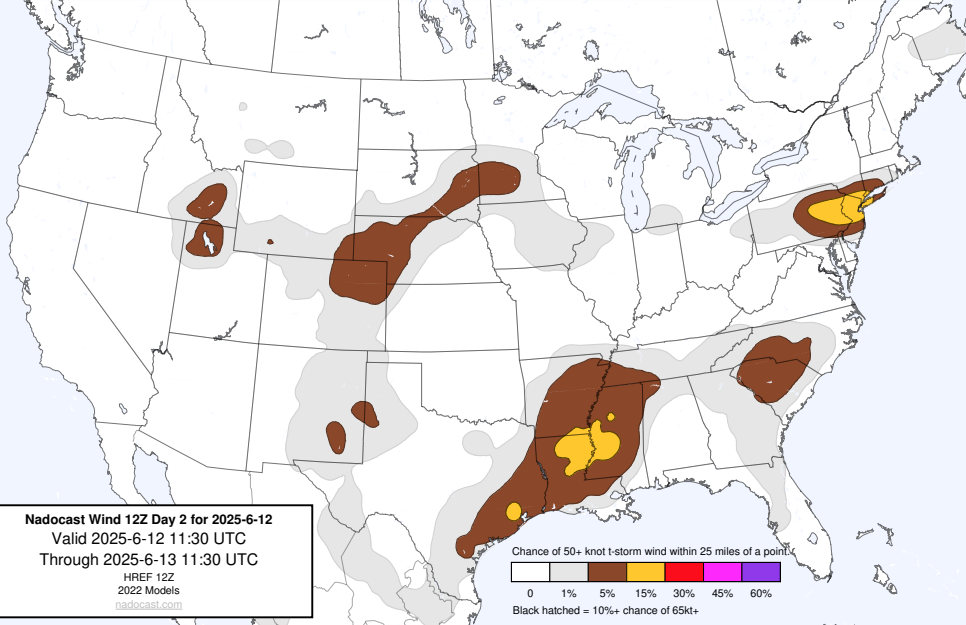 Nadocast Wind 12Z Day 2 for 2025-6-12
Valid 2025-6-12 11:30 UTC
Through 2025-6-13 11:30 UTC
HREF 12Z
2022 Models
nadocast.com
Chance of 50+ knot t-storm wind within 25 miles of a point.
0 1% 5% 15% 30% 45% 60%
Black hatched = 10%+ chance of 65kt+